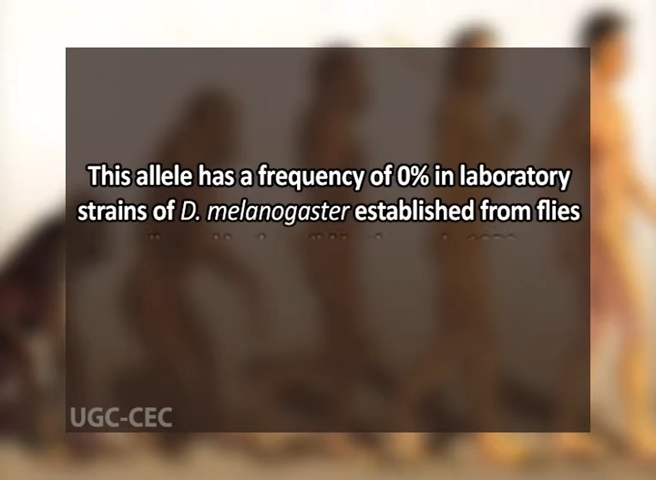 This allele has a frequency of 0% in laboratory
strains of D. melanogaster established from flies
UGC-CEC